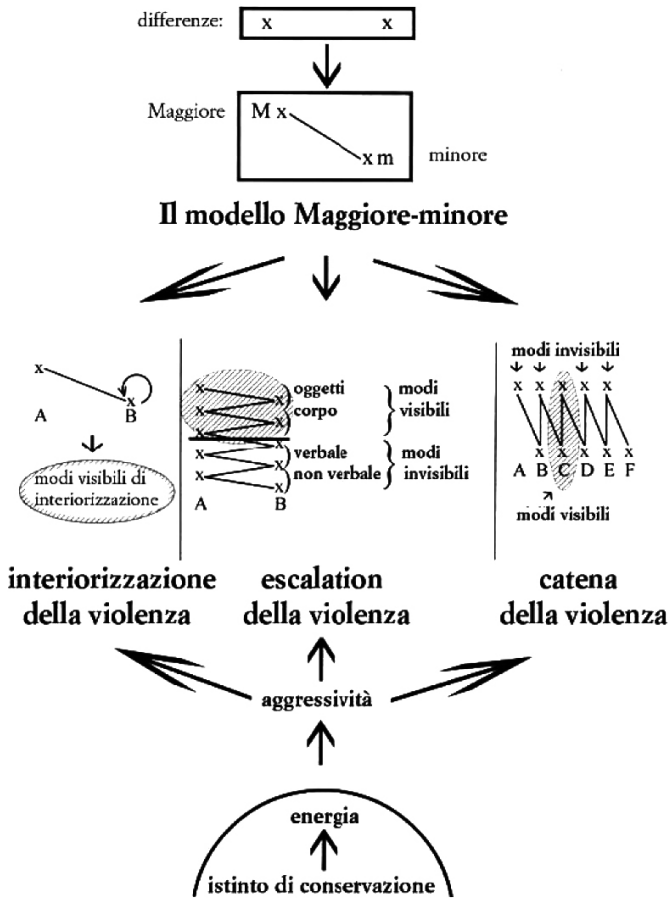 differenze: x x
Maggiore M x
x m minore
Il modello Maggiore-minore
x
x
A B
modi visibili di
interiorizzazione
x
x
x
x
x
x
x
x
x
x
oggetti
corpo
modi
visibili
verbale
non verbale
modi
invisibili
A B
modi invisibili
x x x x x
x x x x x
A B C D E F
modi visibili
interiorizzazione
della violenza
escalation
della violenza
catena
della violenza
aggressività
energia
istinto di conservazione